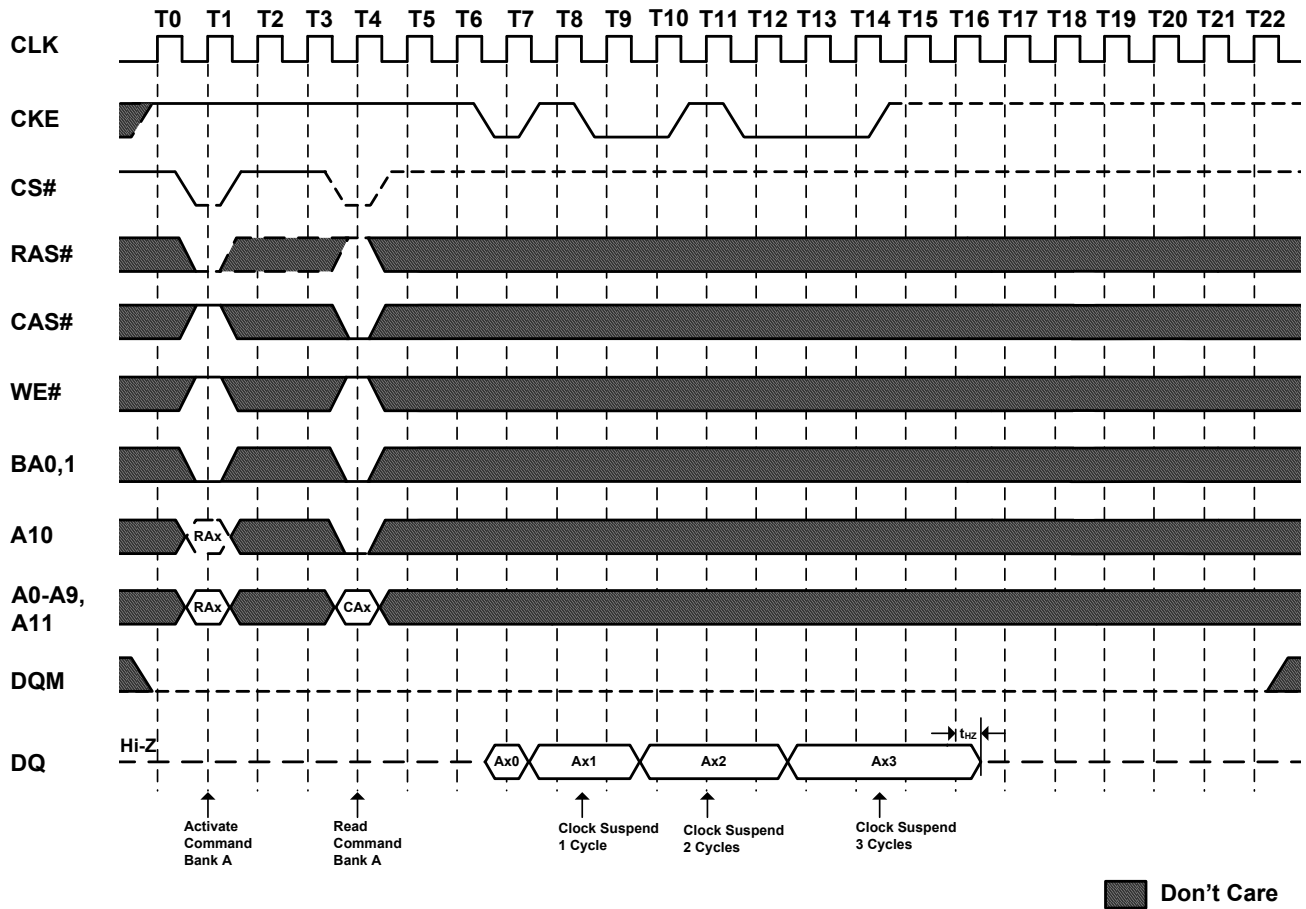 T0 T1 T2 T3 T4 T5 T6 T7 T8 T9 T10 T11 T12 T13 T14 T15 T16 T17 T18 T19 T20 T21 T22
CLK
CKE
CS#
RAS#
CAS#
WE#
BA0,1
A10
RAx
A0-A9,
A11
RAx
CAx
DQM
Hi-Z
tHZ
DQ
Ax0
Ax1
Ax2
Ax3
Activate
Command
Bank A
Read
Command
Bank A
Clock Suspend
1 Cycle
Clock Suspend
2 Cycles
Clock Suspend
3 Cycles
Don't Care